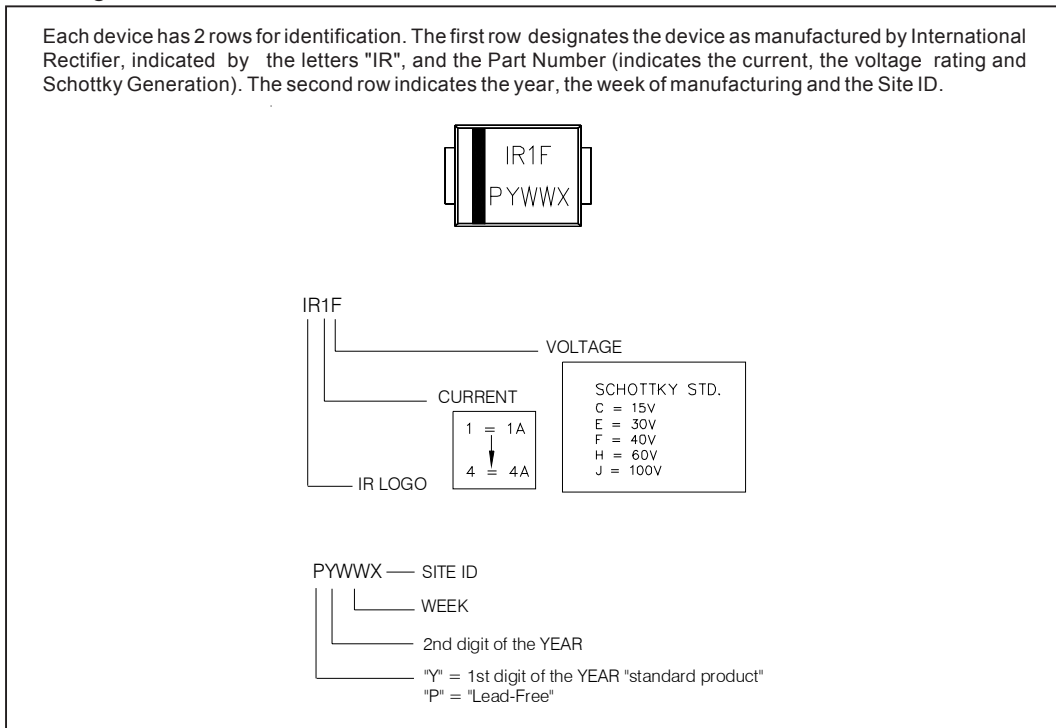 Each device has 2 rows for identification. The first row designates the device as manufactured by International
Rectifier, indicated by the letters "IR", and the Part Number (indicates the current, the voltage rating and
Schottky Generation). The second row indicates the year, the week of manufacturing and the Site ID.
IR1F
PYWWX
IR1F
VOLTAGE
SCHOTTKY STD.
C = 15V
E = 30V
F = 40V
H = 60V
J = 100V
CURRENT
1 = 1A
4 = 4A
IR LOGO
PYWWX SITE ID
WEEK
2nd digit of the YEAR
"Y" = 1st digit of the YEAR "standard product"
"P" = "Lead-Free"